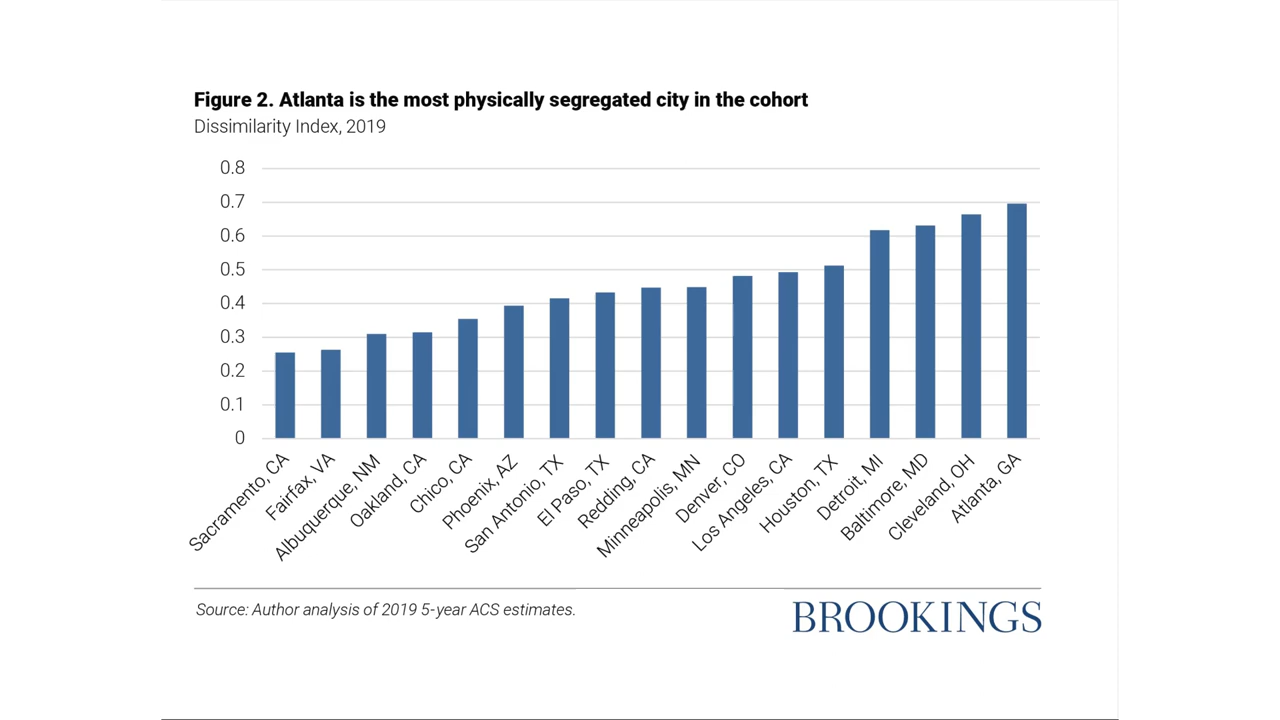 Figure 2. Atlanta is the most physically segregated city in the cohort
Dissimilarity Index, 2019
0.8
0.7
0.6
0.5
0.4
0.3
0.2
0.1
0
Sacramento, CA
Fairfax, VA
Albuquerque, NM
Oakland, CA
Chico, CA
Phoenix, AZ
San Antonio, TX
El Paso, TX
Redding, CA
Minneapolis, MN
Denver, CO
Los Angeles, CA
Houston, TX
Detroit, MI
Baltimore, MD
Cleveland, OH
Atlanta, GA
Source: Author analysis of 2019 5-year ACS estimates.
BROOKINGS